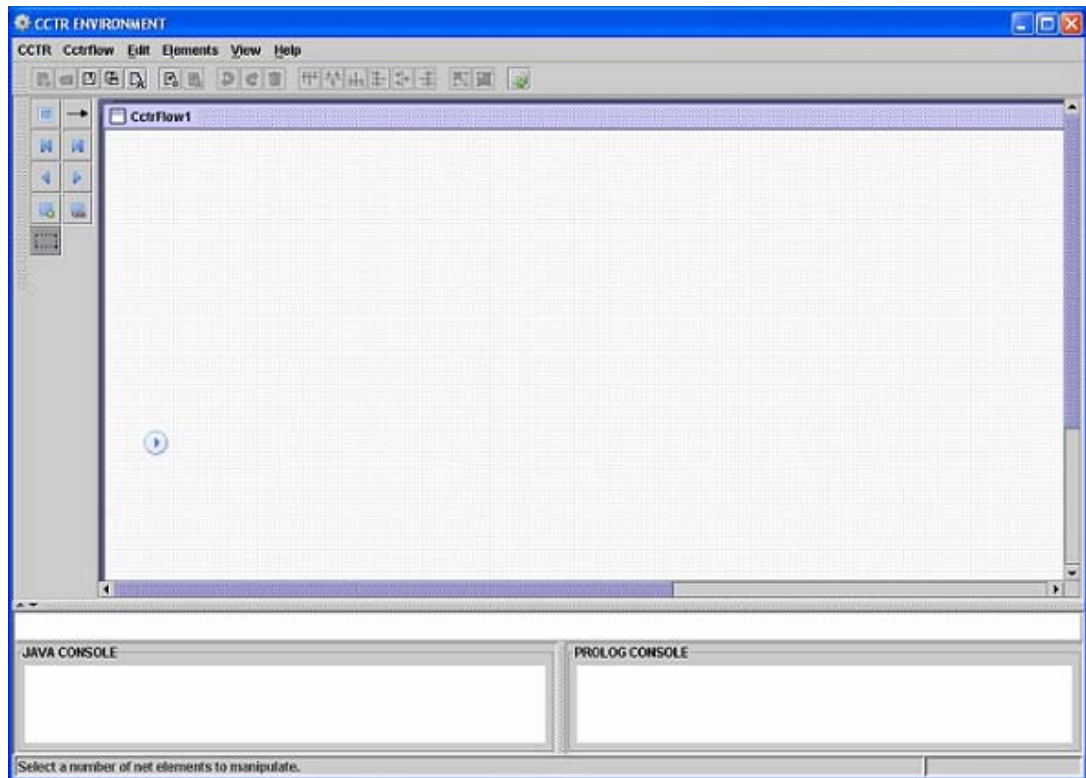 CCTR ENVIRONMENT
CCTR Cctrflow Edit Elements View Help
CctrFlow1
JAVA CONSOLE
PROLOG CONSOLE
Select a number of net elements to manipulate.